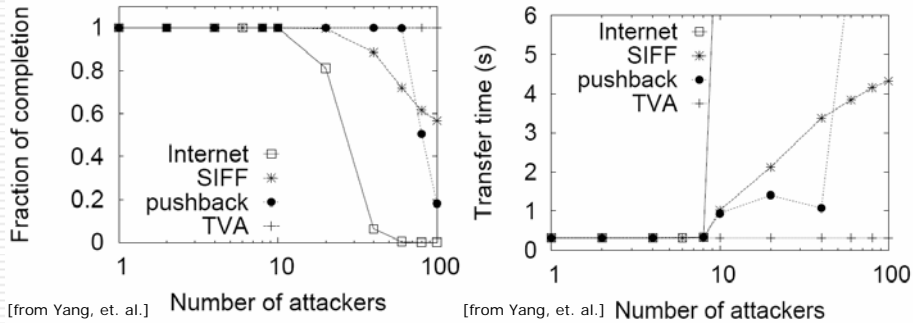 Fraction of completion
1
0.8
0.6
0.4
0.2
0
Internet
SIFF
pushback
TVA
1 10 100
Number of attackers
[from Yang, et. al.]
Transfer time (s)
6
5
4
3
2
1
0
Internet
SIFF
pushback
TVA
1 10 100
Number of attackers
[from Yang, et. al.]